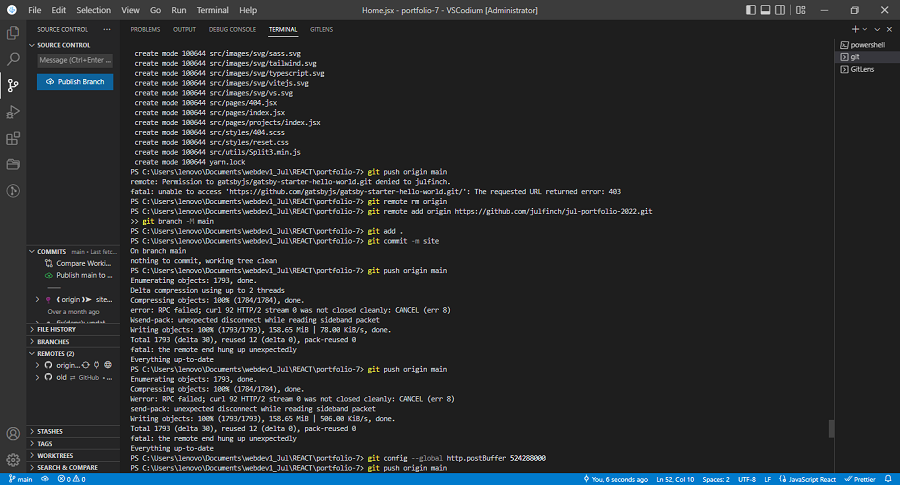 File Edit Selection View Go Run Terminal Help
Home.jsx - portfolio-7 - VSCodium [Administrator]
SOURCE CONTROL ...
SOURCE CONTROL
Message (Ctrl+Enter ...
Publish Branch
COMMITS main • Last fetc...
Compare Workin...
Publish main to ...
origin site...
Over a month ago
FILE HISTORY
BRANCHES
REMOTES (2)
origin...
old GitHub • ...
STASHES
TAGS
WORKTREES
SEARCH & COMPARE
PROBLEMS OUTPUT DEBUG CONSOLE TERMINAL GITLENS
create mode 100644 src/images/svg/sass.svg
create mode 100644 src/images/svg/tailwind.svg
create mode 100644 src/images/svg/typescript.svg
create mode 100644 src/images/svg/vitejs.svg
create mode 100644 src/images/svg/vs.svg
create mode 100644 src/pages/404.jsx
create mode 100644 src/pages/index.jsx
create mode 100644 src/pages/projects/index.jsx
create mode 100644 src/styles/404.scss
create mode 100644 src/styles/reset.css
create mode 100644 src/utils/Split3.min.js
create mode 100644 yarn.lock
PS C:\Users\lenovo\Documents\webdev1_Jul\REACT\portfolio-7> git push origin main
remote: Permission to gatsbyjs/gatsby-starter-hello-world.git denied to julfinch.
fatal: unable to access 'https://github.com/gatsbyjs/gatsby-starter-hello-world.git/': The requested URL returned error: 403
PS C:\Users\lenovo\Documents\webdev1_Jul\REACT\portfolio-7> git remote rm origin
PS C:\Users\lenovo\Documents\webdev1_Jul\REACT\portfolio-7> git remote add origin https://github.com/julfinch/jul-portfolio-2022.git
>> git branch -M main
PS C:\Users\lenovo\Documents\webdev1_Jul\REACT\portfolio-7> git add .
PS C:\Users\lenovo\Documents\webdev1_Jul\REACT\portfolio-7> git commit -m site
On branch main
nothing to commit, working tree clean
PS C:\Users\lenovo\Documents\webdev1_Jul\REACT\portfolio-7> git push origin main
Enumerating objects: 1793, done.
Delta compression using up to 2 threads
Compressing objects: 100% (1784/1784), done.
error: RPC failed; curl 92 HTTP/2 stream 0 was not closed cleanly: CANCEL (err 8)
Wsend-pack: unexpected disconnect while reading sideband packet
Writing objects: 100% (1793/1793), 158.65 MiB | 78.00 KiB/s, done.
Total 1793 (delta 30), reused 12 (delta 0), pack-reused 0
fatal: the remote end hung up unexpectedly
Everything up-to-date
PS C:\Users\lenovo\Documents\webdev1_Jul\REACT\portfolio-7> git push origin main
Enumerating objects: 1793, done.
Compressing objects: 100% (1784/1784), done.
Werror: RPC failed; curl 92 HTTP/2 stream 0 was not closed cleanly: CANCEL (err 8)
send-pack: unexpected disconnect while reading sideband packet
Writing objects: 100% (1793/1793), 158.65 MiB | 506.00 KiB/s, done.
Total 1793 (delta 30), reused 12 (delta 0), pack-reused 0
fatal: the remote end hung up unexpectedly
Everything up-to-date
PS C:\Users\lenovo\Documents\webdev1_Jul\REACT\portfolio-7> git config --global http.postBuffer 524288000
PS C:\Users\lenovo\Documents\webdev1_Jul\REACT\portfolio-7> git push origin main
powershell
git
GitLens
main 0 0 You, 6 seconds ago Ln 52, Col 10 Spaces: 2 UTF-8 LF JavaScript React Prettier